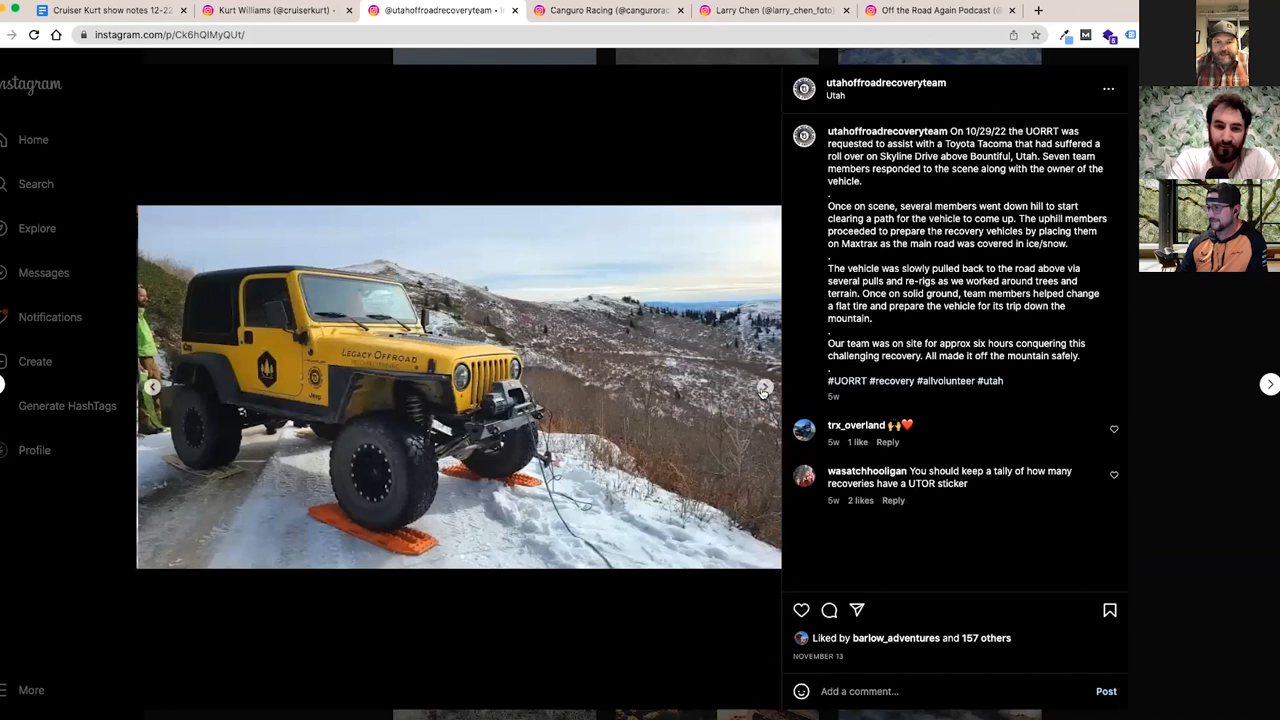 Cruiser Kurt show notes 12-22
Kurt Williams (@cruiserkurt) •
@utahoffroadrecoveryteam • In
Canguro Racing (@cangurorac
Larry Chen (@larry_chen_foto)
Off the Road Again Podcast (@
instagram.com/p/Ck6hQIMyQUt/
nstagram
Home
Search
Explore
Messages
Notifications
Create
Generate HashTags
Profile
More
LEGACY OFFROAD
Jeep
utahoffroadrecoveryteam
Utah
utahoffroadrecoveryteam On 10/29/22 the UORRT was
requested to assist with a Toyota Tacoma that had suffered a
roll over on Skyline Drive above Bountiful, Utah. Seven team
members responded to the scene along with the owner of the
vehicle.
.
Once on scene, several members went down hill to start
clearing a path for the vehicle to come up. The uphill members
proceeded to prepare the recovery vehicles by placing them
on Maxtrax as the main road was covered in ice/snow.
.
The vehicle was slowly pulled back to the road above via
several pulls and re-rigs as we worked around trees and
terrain. Once on solid ground, team members helped change
a flat tire and prepare the vehicle for its trip down the
mountain.
.
Our team was on site for approx six hours conquering this
challenging recovery. All made it off the mountain safely.
.
#UORRT #recovery #allvolunteer #utah
5w
trx_overland 🙌❤️
5w 1 like Reply
wasatchhooligan You should keep a tally of how many
recoveries have a UTOR sticker
5w 2 likes Reply
Liked by barlow_adventures and 157 others
NOVEMBER 13
Add a comment...
Post